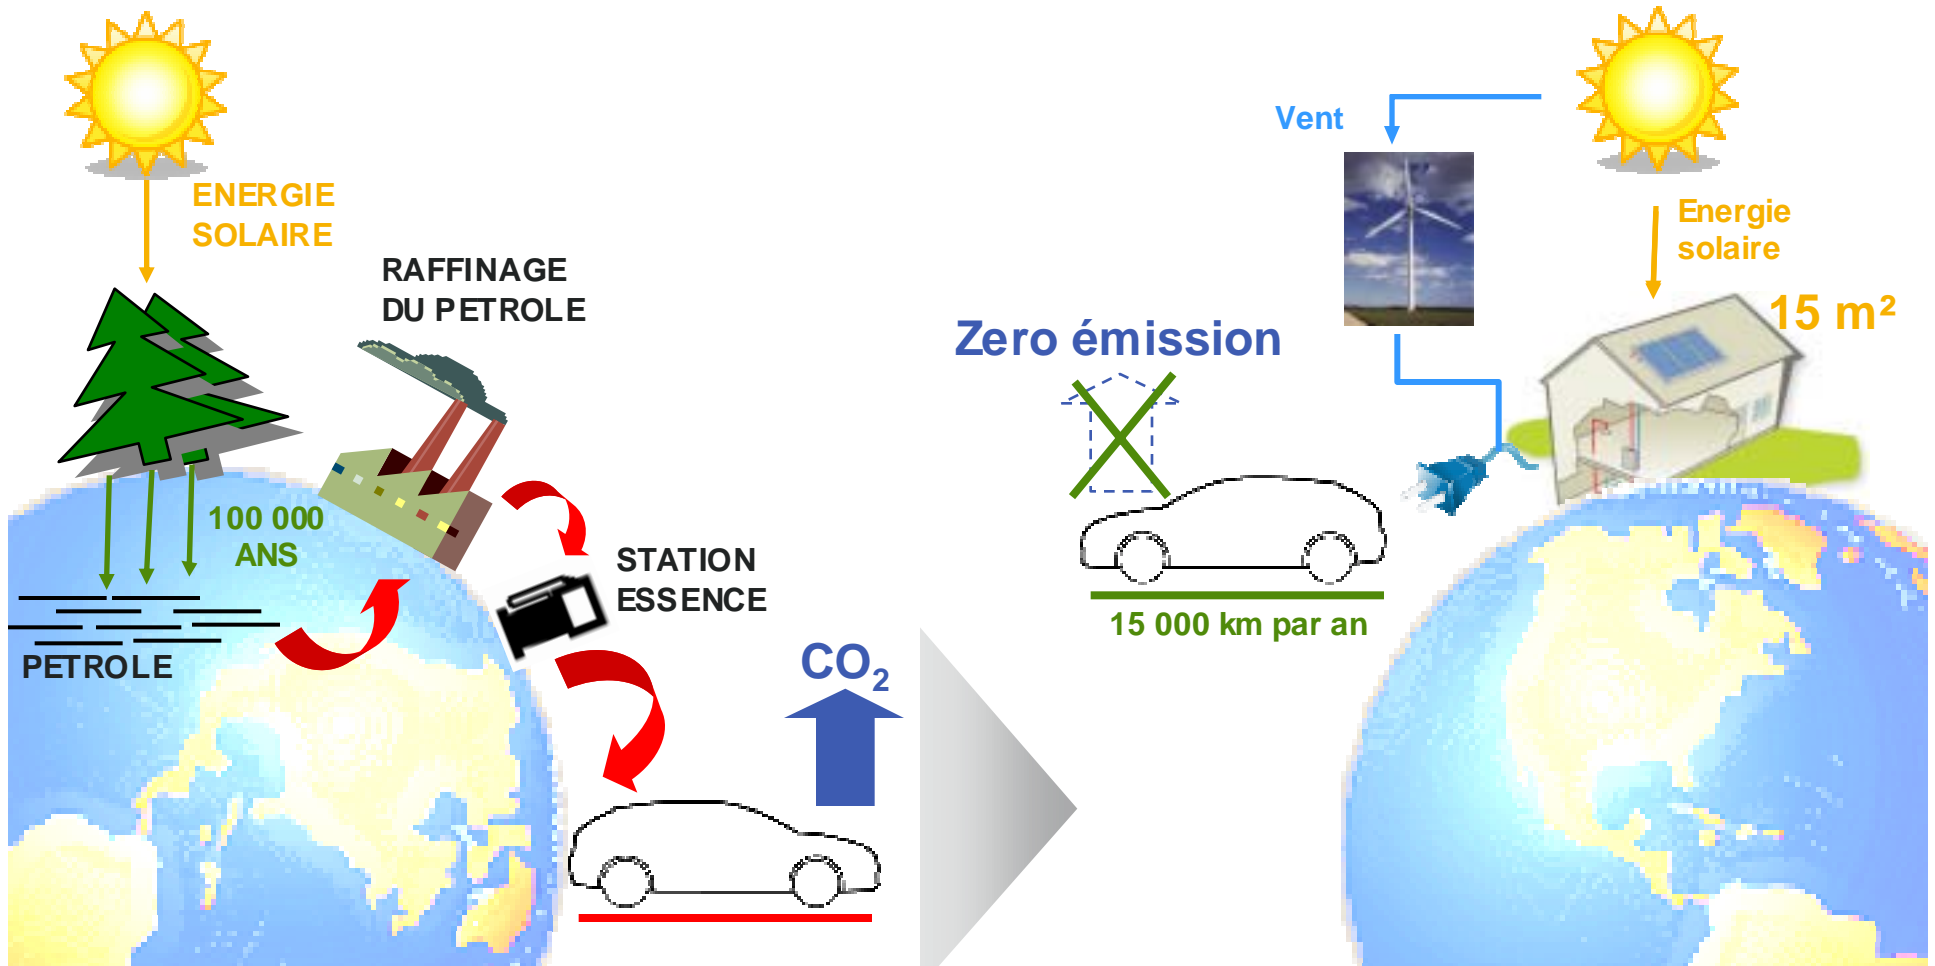 ENERGIE
SOLAIRE
RAFFINAGE
DU PETROLE
100 000
ANS
STATION
ESSENCE
PETROLE
CO₂
Vent
Energie
solaire
15 m²
Zero émission
15 000 km par an